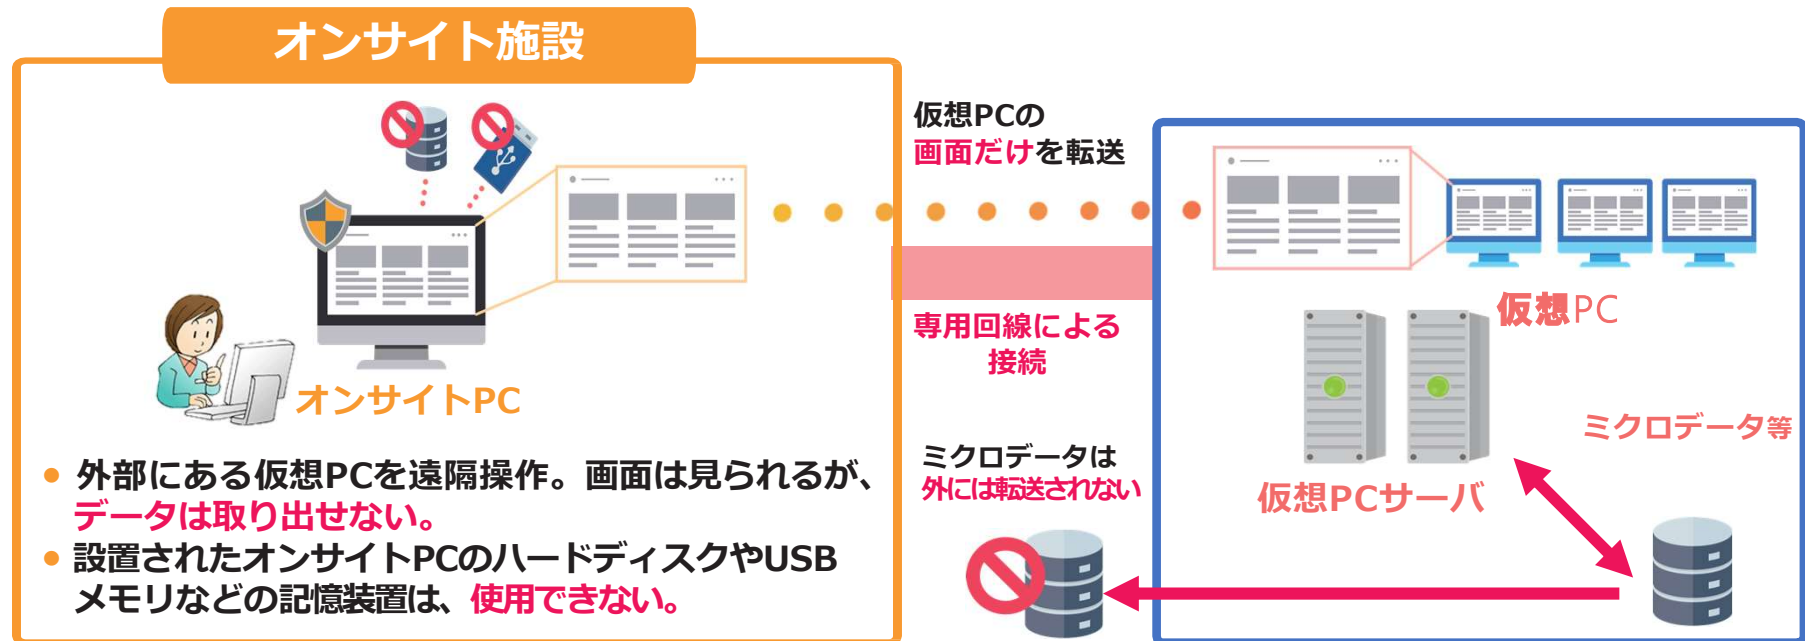 オンサイト施設
オンサイトPC
● 外部にある仮想PCを遠隔操作。画面は見られるが、
データは取り出せない。
● 設置されたオンサイトPCのハードディスクやUSB
メモリなどの記憶装置は、使用できない。
仮想PCの
画面だけを転送
専用回線による
接続
ミクロデータは
外には転送されない
仮想PC
仮想PCサーバ
ミクロデータ等